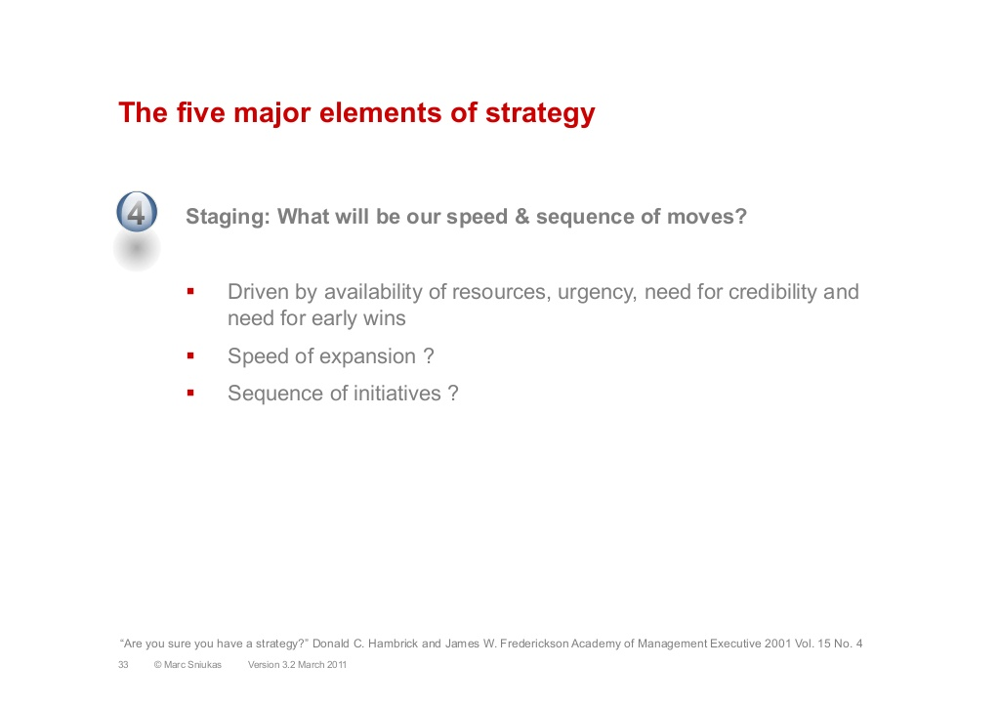 The five major elements of strategy
4
Staging: What will be our speed & sequence of moves?
▪ Driven by availability of resources, urgency, need for credibility and
need for early wins
▪ Speed of expansion ?
▪ Sequence of initiatives ?
“Are you sure you have a strategy?” Donald C. Hambrick and James W. Frederickson Academy of Management Executive 2001 Vol. 15 No. 4
33 © Marc Sniukas Version 3.2 March 2011